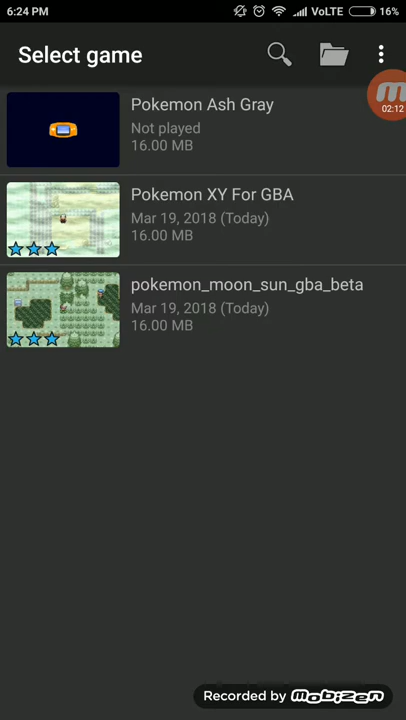 6:24 PM VoLTE 16%
Select game
02:12
Pokemon Ash Gray
Not played
16.00 MB
Pokemon XY For GBA
Mar 19, 2018 (Today)
16.00 MB
pokemon_moon_sun_gba_beta
Mar 19, 2018 (Today)
16.00 MB
Recorded by Mobizen